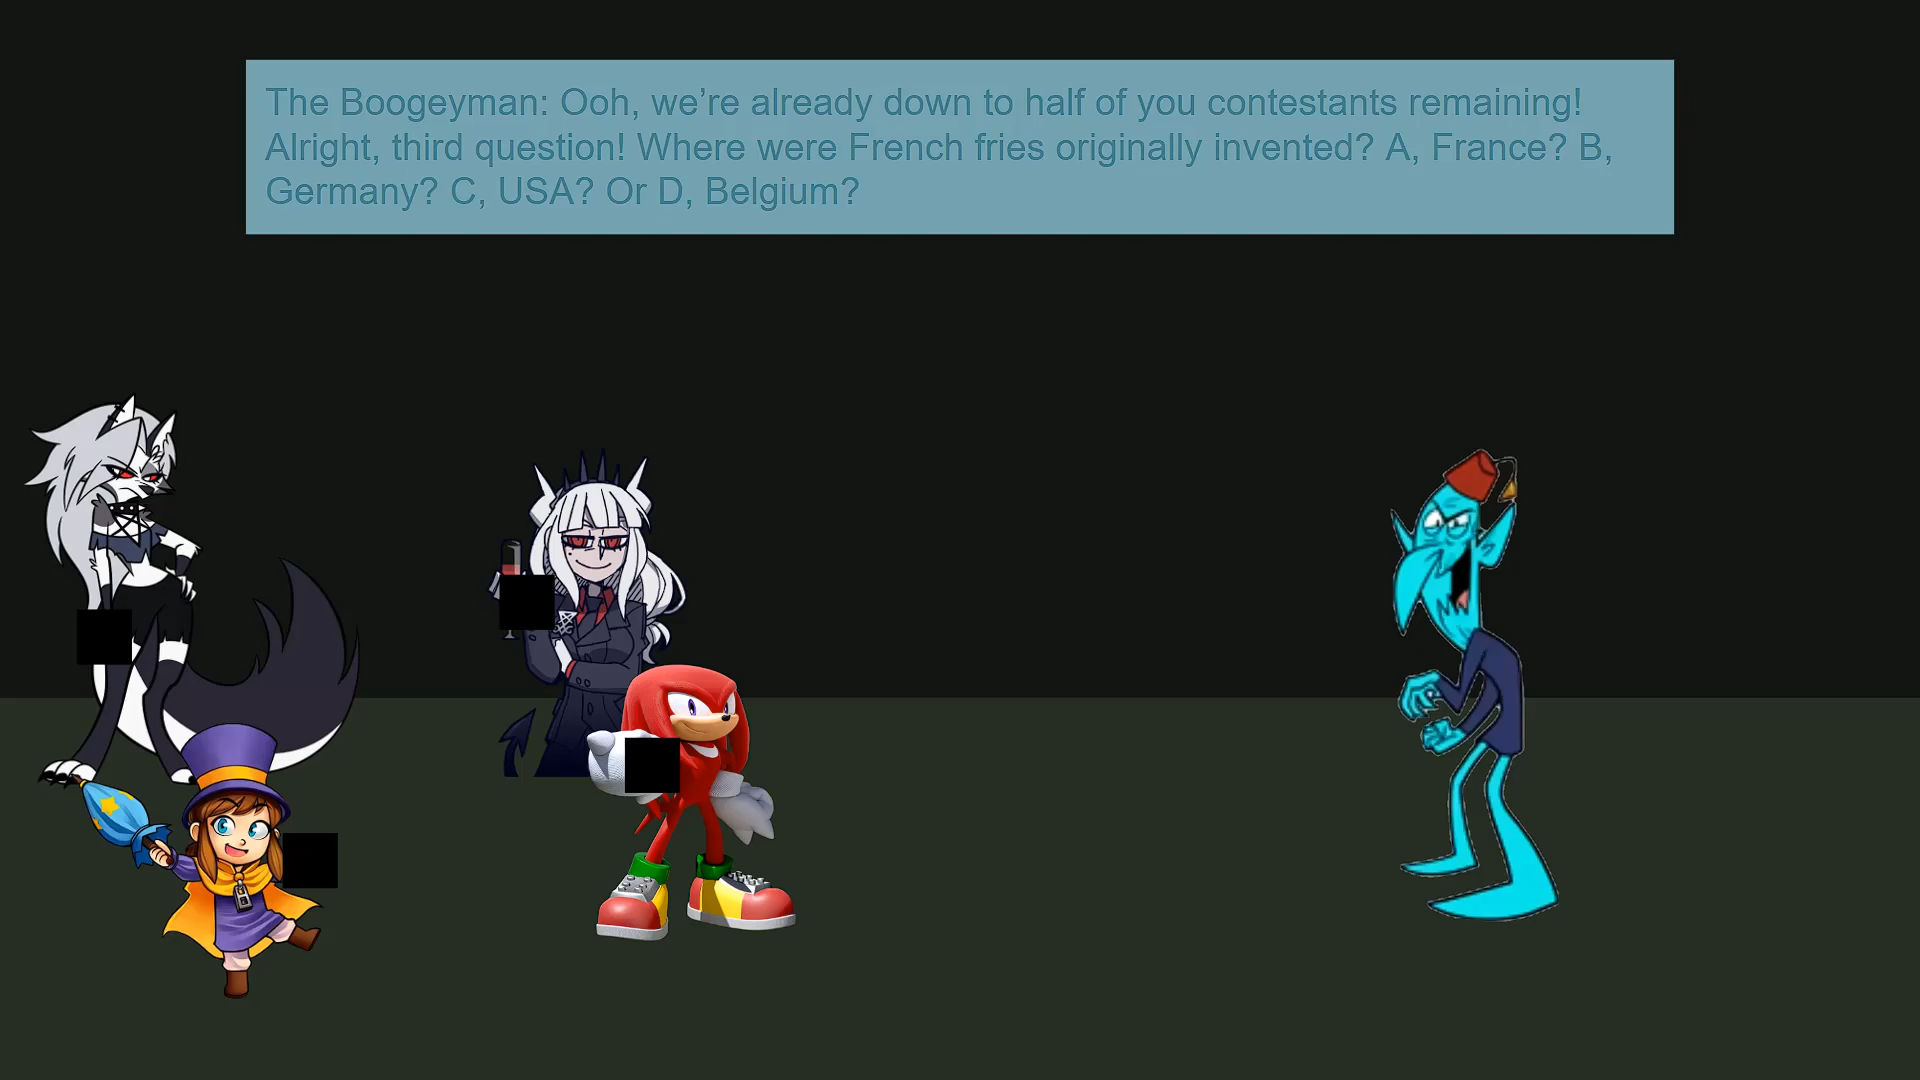 The Boogeyman: Ooh, we’re already down to half of you contestants remaining!
Alright, third question! Where were French fries originally invented? A, France? B,
Germany? C, USA? Or D, Belgium?